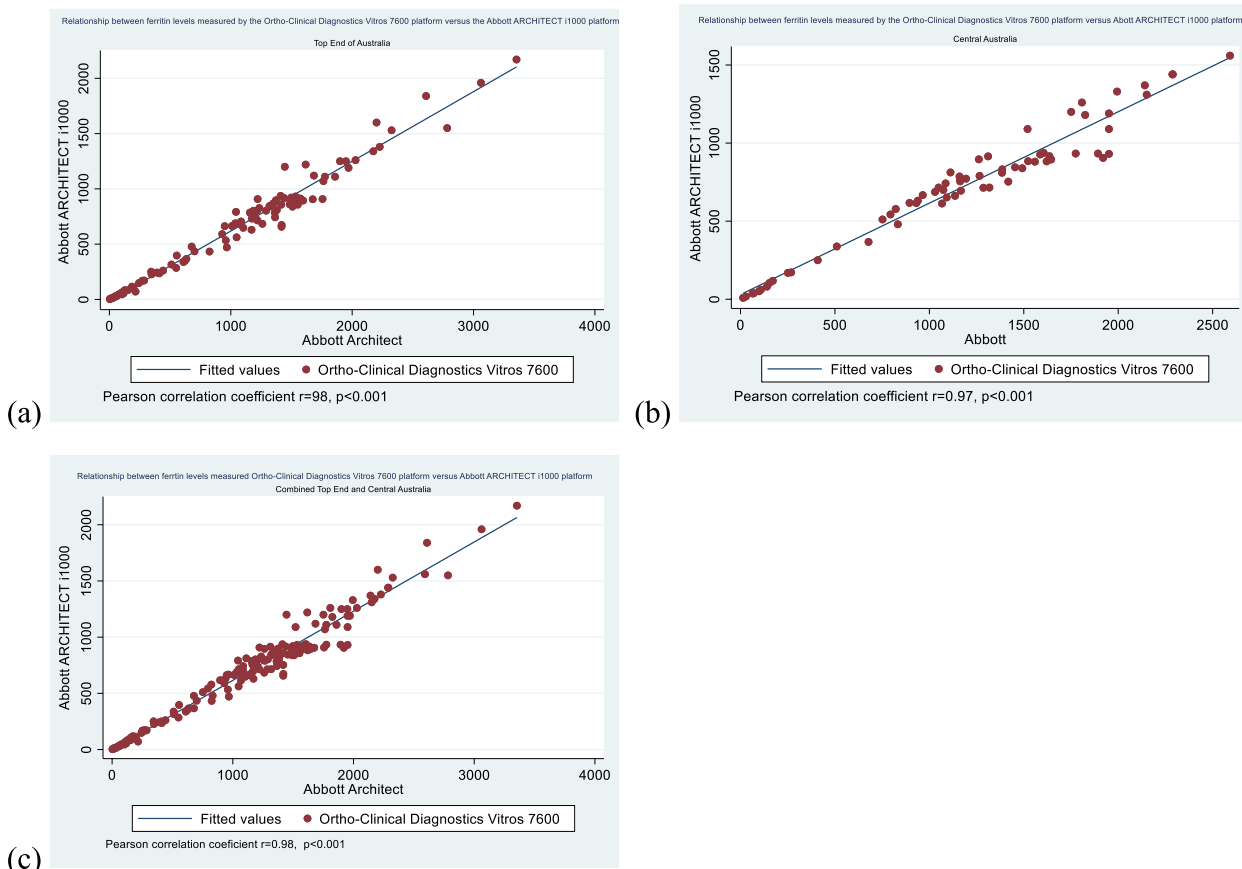 Relationship between ferritin levels measured by the Ortho-Clinical Diagnostics Vitros 7600 platform versus the Abbott ARCHITECT i1000 platform
Top End of Australia
Abbott ARCHITECT i1000
2000
1500
1000
500
0
0 1000 2000 3000 4000
Abbott Architect
Fitted values Ortho-Clinical Diagnostics Vitros 7600
Pearson correlation coefficient r=98, p<0.001
(a)
Relationship between ferritin levels measured by the Ortho-Clinical Diagnostics Vitros 7600 platform versus Abott ARCHITECT i1000 platform
Central Australia
Abbott ARCHITECT i1000
1500
1000
500
0
0 500 1000 1500 2000 2500
Abbott
Fitted values Ortho-Clinical Diagnostics Vitros 7600
Pearson correlation coefficient r=0.97, p<0.001
(b)
Relationship between ferrtin levels measured Ortho-Clinical Diagnostics Vitros 7600 platform versus Abbott ARCHITECT i1000 platform
Combined Top End and Central Australia
Abbott ARCHITECT i1000
2000
1500
1000
500
0
0 1000 2000 3000 4000
Abbott Architect
Fitted values Ortho-Clinical Diagnostics Vitros 7600
Pearson correlation coeficient r=0.98, p<0.001
(c)